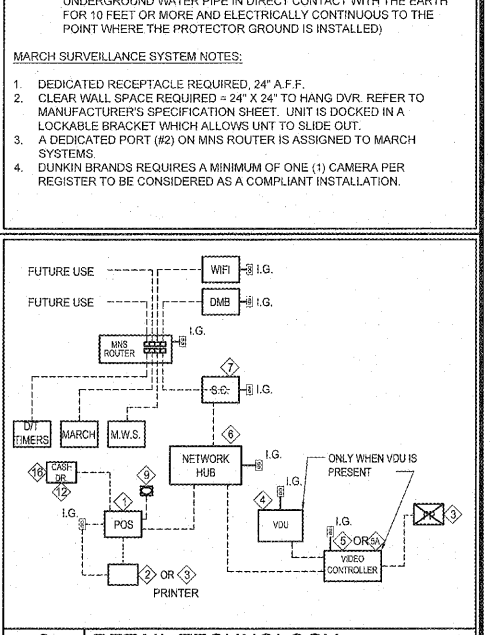 UNDERGROUND WATER PIPE IN DIRECT CONTACT WITH THE EARTH
FOR 10 FEET OR MORE AND ELECTRICALLY CONTINUOUS TO THE
POINT WHERE THE PROTECTOR GROUND IS INSTALLED)
MARCH SURVEILLANCE SYSTEM NOTES:
1. DEDICATED RECEPTACLE REQUIRED, 24" A.F.F.
2. CLEAR WALL SPACE REQUIRED = 24" X 24" TO HANG DVR. REFER TO
MANUFACTURER'S SPECIFICATION SHEET. UNIT IS DOCKED IN A
LOCKABLE BRACKET WHICH ALLOWS UNT TO SLIDE OUT.
3. A DEDICATED PORT (#2) ON MNS ROUTER IS ASSIGNED TO MARCH
SYSTEMS.
4. DUNKIN BRANDS REQUIRES A MINIMUM OF ONE (1) CAMERA PER
REGISTER TO BE CONSIDERED AS A COMPLIANT INSTALLATION.
FUTURE USE
WIFI
I.G.
FUTURE USE
DMB
I.G.
I.G.
MNS
ROUTER
7
S.C.
I.G.
D/T
TIMERS
MARCH
M.W.S.
6
NETWORK
HUB
I.G.
ONLY WHEN VDU IS
PRESENT
16
CASH
DR.
12
9
I.G.
4
VDU
I.G.
1
POS
I.G.
5 OR 5A
3
VIDEO
CONTROLLER
2 OR 3
PRINTER